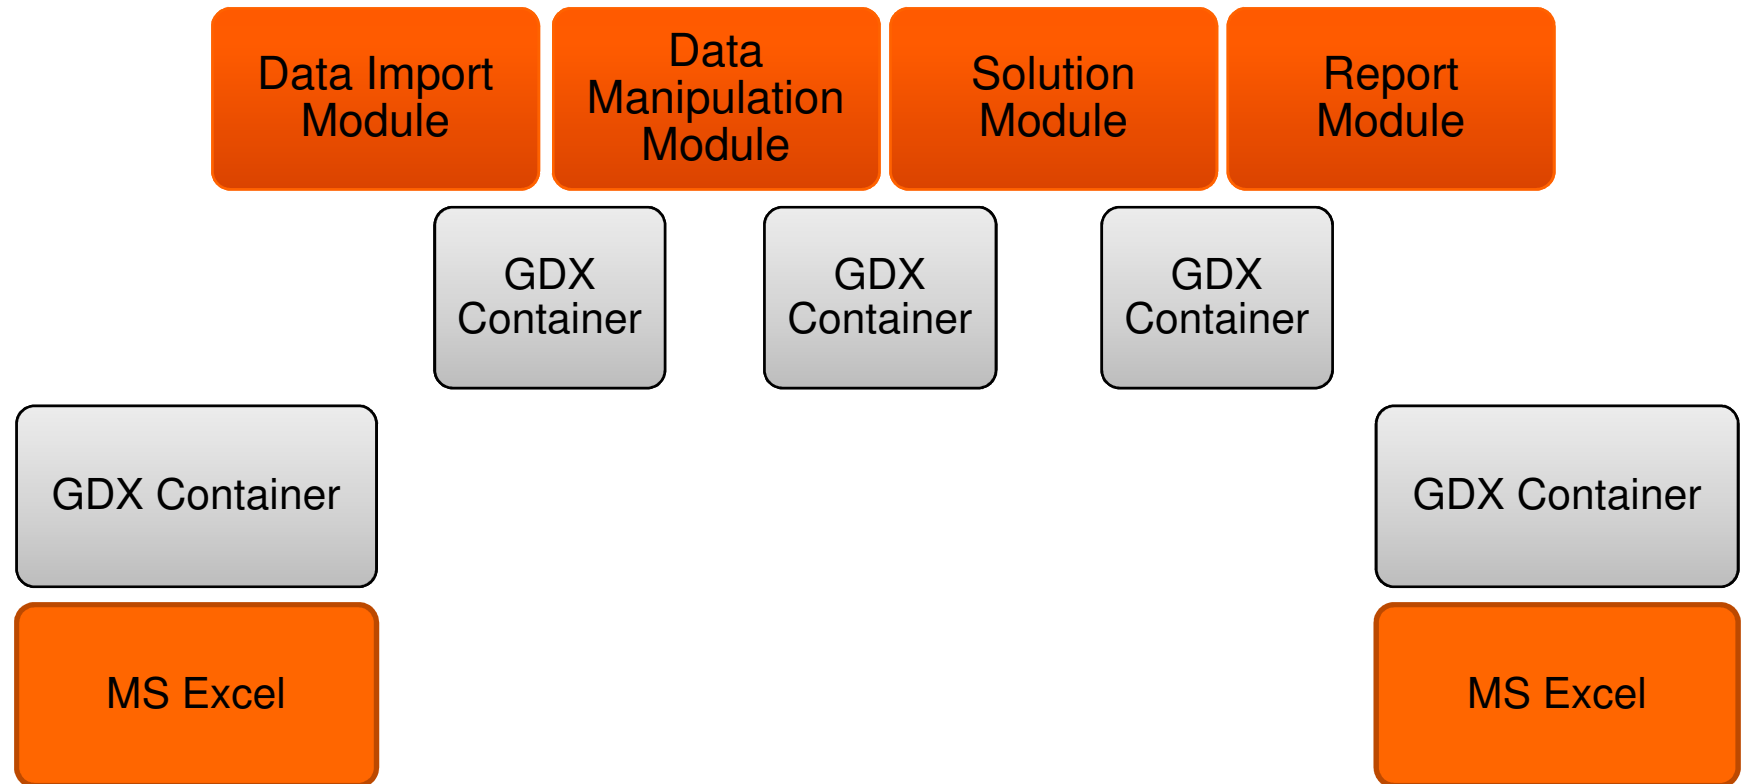 Data Import
Module
Data
Manipulation
Module
Solution
Module
Report
Module
GDX
Container
GDX
Container
GDX
Container
GDX Container
GDX Container
MS Excel
MS Excel